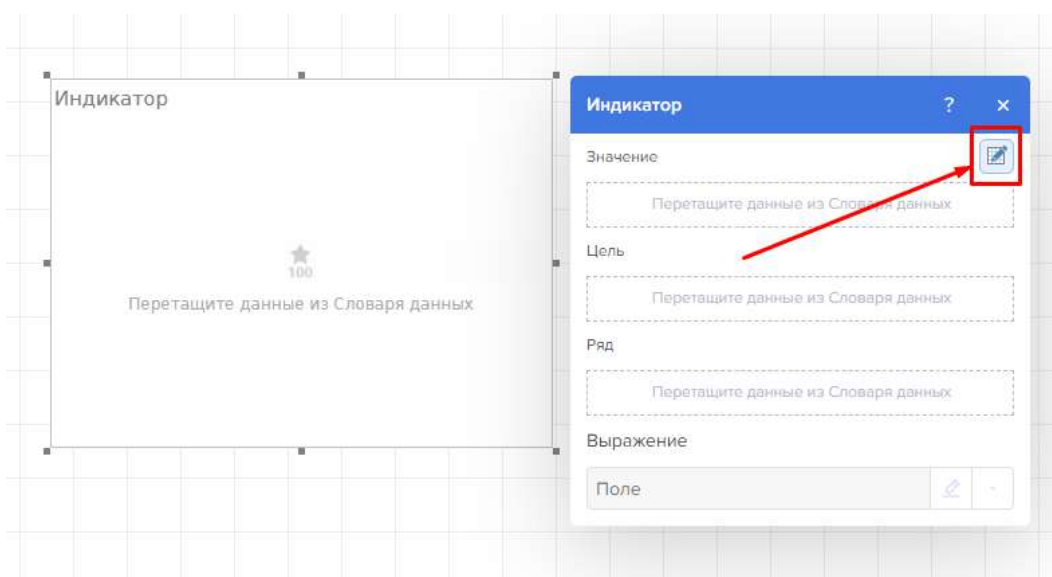 Индикатор
100
Перетащите данные из Словаря данных
Индикатор ? ×
Значение
Перетащите данные из Словаря данных
Цель
Перетащите данные из Словаря данных
Ряд
Перетащите данные из Словаря данных
Выражение
Поле